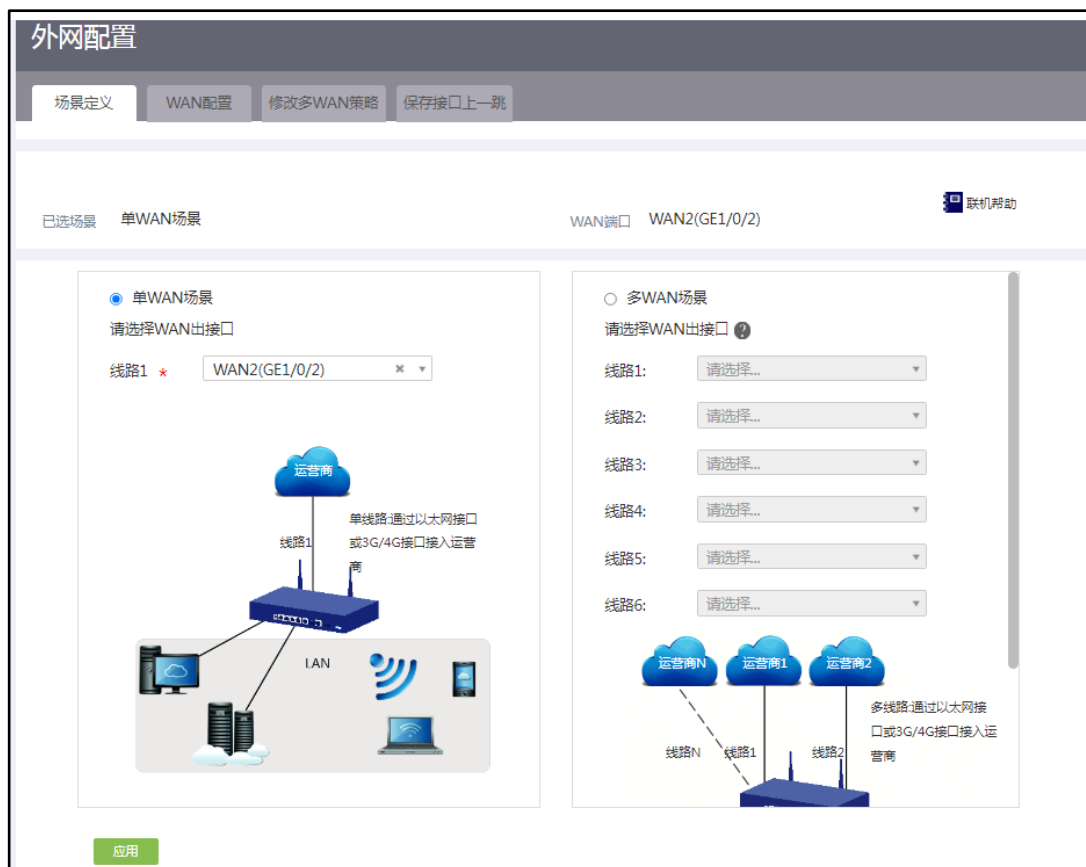 外网配置
场景定义 WAN配置 修改多WAN策略 保存接口上一跳
已选场景 单WAN场景 WAN端口 WAN2(GE1/0/2) 联机帮助
单WAN场景
请选择WAN出接口
线路1 * WAN2(GE1/0/2)
运营商
单线路:通过以太网接口
线路1
或3G/4G接口接入运营
商
LAN
多WAN场景
请选择WAN出接口 ?
线路1: 请选择...
线路2: 请选择...
线路3: 请选择...
线路4: 请选择...
线路5: 请选择...
线路6: 请选择...
运营商N 运营商1 运营商2
多线路:通过以太网接
口或3G/4G接口接入运
营商
线路N 线路1 线路2
应用